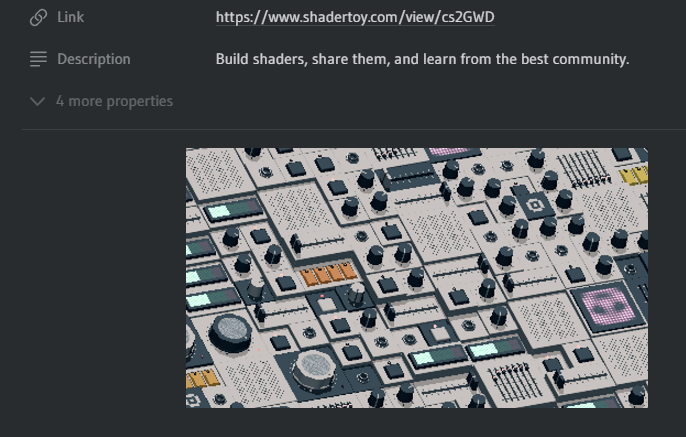 Link https://www.shadertoy.com/view/cs2GWD
Description Build shaders, share them, and learn from the best community.
4 more properties